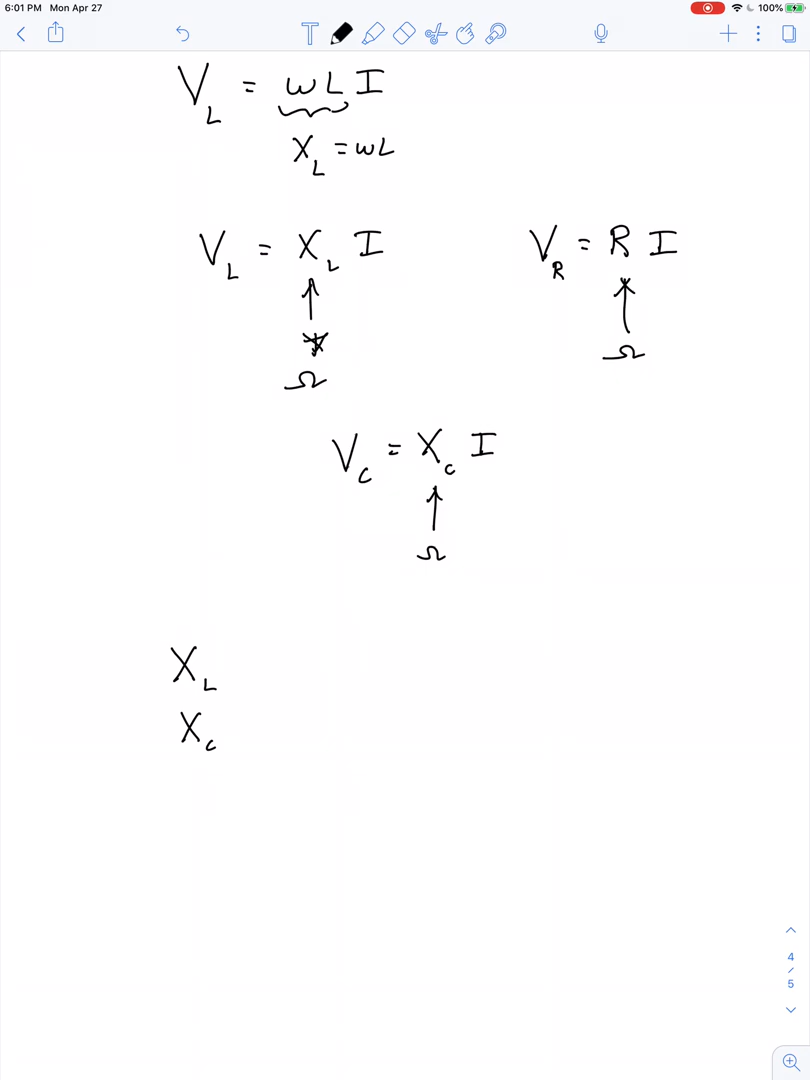 6:01 PM Mon Apr 27 100%
T
V_L = ωL I
X_L = ωL
V_L = X_L I V_R = R I
↑ ↑
Ω Ω
V_C = X_C I
↑
Ω
X_L
X_C
4
/
5